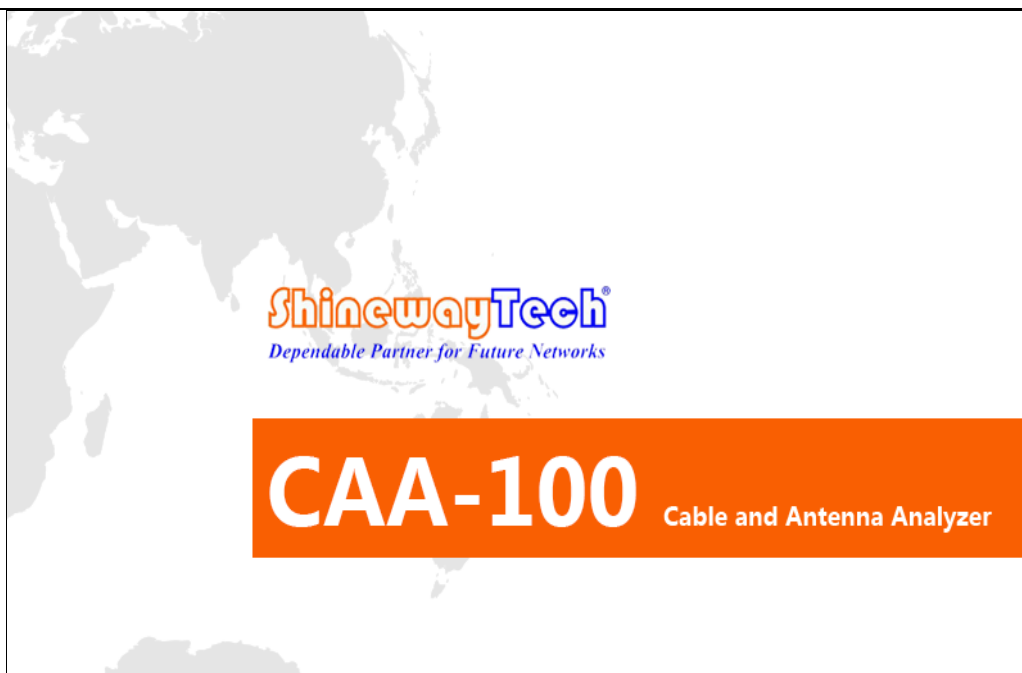 ShinewayTech®
Dependable Partner for Future Networks
CAA-100 Cable and Antenna Analyzer